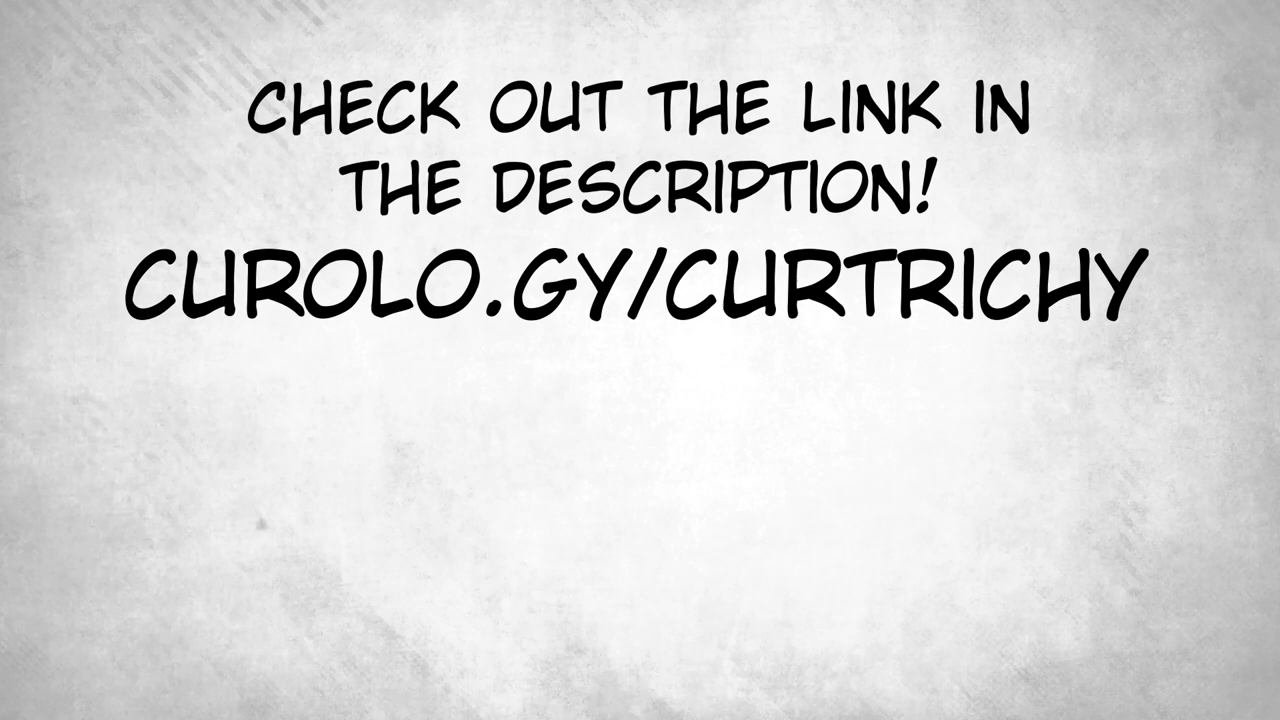 CHECK OUT THE LINK IN
THE DESCRIPTION!
CUROLO.GY/CURTRICHY